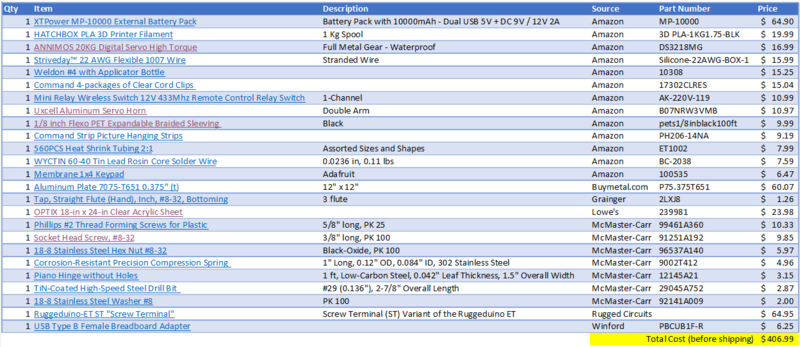 Qty Item Description Source Part Number Price
1 XTPower MP-10000 External Battery Pack Battery Pack with 10000mAh - Dual USB 5V + DC 9V / 12V 2A Amazon MP-10000 $ 64.90
1 HATCHBOX PLA 3D Printer Filament 1 Kg Spool Amazon 3D PLA-1KG1.75-BLK $ 19.99
1 ANNIMOS 20KG Digital Servo High Torque Full Metal Gear - Waterproof Amazon DS3218MG $ 16.99
1 Striveday™ 22 AWG Flexible 1007 Wire Stranded Wire Amazon Silicone-22AWG-BOX-1 $ 15.99
1 Weldon #4 with Applicator Bottle Amazon 10308 $ 15.25
1 Command 4-packages of Clear Cord Clips Amazon 17302CLRES $ 15.04
1 Mini Relay Wireless Switch 12V 433Mhz Remote Control Relay Switch 1-Channel Amazon AK-220V-119 $ 10.99
1 Uxcell Aluminum Servo Horn Double Arm Amazon B07NRW3VMB $ 10.97
1 1/8 inch Flexo PET Expandable Braided Sleeving Black Amazon pets1/8inblack100ft $ 9.99
1 Command Strip Picture Hanging Strips Amazon PH206-14NA $ 9.19
1 560PCS Heat Shrink Tubing 2:1 Assorted Sizes and Shapes Amazon ET1002 $ 7.99
1 WYCTIN 60-40 Tin Lead Rosin Core Solder Wire 0.0236 in, 0.11 lbs Amazon BC-2038 $ 7.59
1 Membrane 1x4 Keypad Adafruit Amazon 100535 $ 6.47
1 Aluminum Plate 7075-T651 0.375" (t) 12" x 12" Buymetal.com P75.375T651 $ 60.07
1 Tap, Straight Flute (Hand), Inch, #8-32, Bottoming 3 flute Grainger 2LXJ8 $ 1.26
1 OPTIX 18-in x 24-in Clear Acrylic Sheet Lowe's 239981 $ 23.98
1 Phillips #2 Thread Forming Screws for Plastic 5/8" long, PK 25 McMaster-Carr 99461A360 $ 10.33
1 Socket Head Screw, #8-32 3/8" long, PK 100 McMaster-Carr 91251A192 $ 9.85
1 18-8 Stainless Steel Hex Nut #8-32 Black-Oxide, PK 100 McMaster-Carr 96537A140 $ 5.97
1 Corrosion-Resistant Precision Compression Spring 1" Long, 0.12" OD, 0.084" ID, 302 Stainless Steel McMaster-Carr 9002T412 $ 4.96
1 Piano Hinge without Holes 1 ft, Low-Carbon Steel, 0.042" Leaf Thickness, 1.5" Overall Width McMaster-Carr 12145A21 $ 3.15
1 TiN-Coated High-Speed Steel Drill Bit #29 (0.136"), 2-7/8" Overall Length McMaster-Carr 29045A752 $ 2.87
1 18-8 Stainless Steel Washer #8 PK 100 McMaster-Carr 92141A009 $ 2.00
1 Ruggeduino-ET ST "Screw Terminal" Screw Terminal (ST) Variant of the Ruggeduino ET Rugged Circuits $ 64.95
1 USB Type B Female Breadboard Adapter Winford PBCUB1F-R $ 6.25
Total Cost (before shipping) $406.99